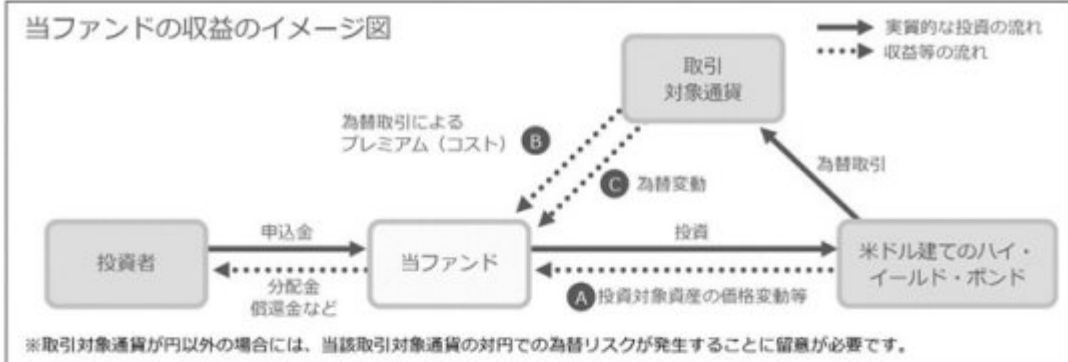 当ファンドの収益のイメージ図
実質的な投資の流れ
収益等の流れ
取引
対象通貨
為替取引による
プレミアム（コスト）
B
C
為替変動
為替取引
投資者
申込金
分配金
償還金など
当ファンド
投資
A
投資対象資産の価格変動等
米ドル建てのハイ・
イールド・ボンド
※取引対象通貨が円以外の場合には、当該取引対象通貨の対円での為替リスクが発生することに留意が必要です。